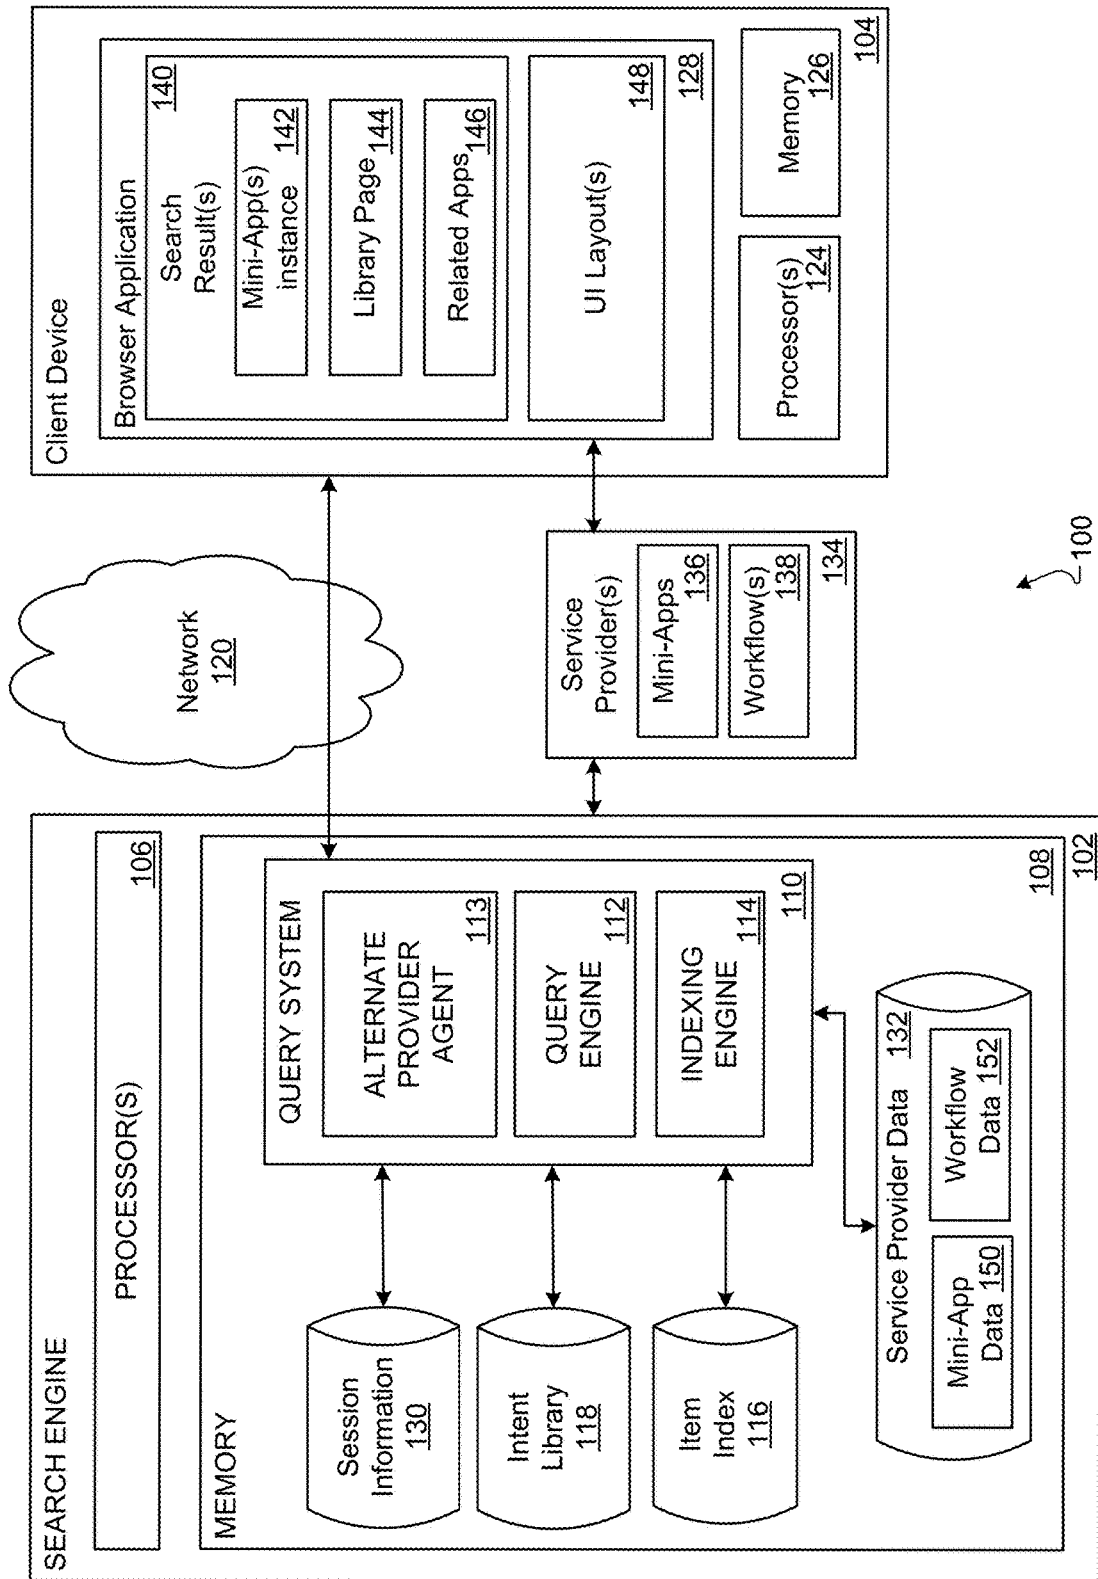 SEARCH ENGINE
PROCESSOR(S)
106
MEMORY
Session
Information
130
Intent
Library
118
Item
Index
116
QUERY SYSTEM
ALTERNATE
PROVIDER
AGENT
113
QUERY
ENGINE
112
INDEXING
ENGINE
114
110
Service Provider Data 132
Mini-App
Data 150
Workflow
Data 152
108
102
Network
120
Service
Provider(s)
Mini-Apps
136
Workflow(s)
138
134
Client Device
Browser Application
Search
Result(s)
140
Mini-App(s)
instance 142
Library Page
144
Related Apps
146
UI Layout(s)
148
128
Processor(s)
124
Memory
126
104
100